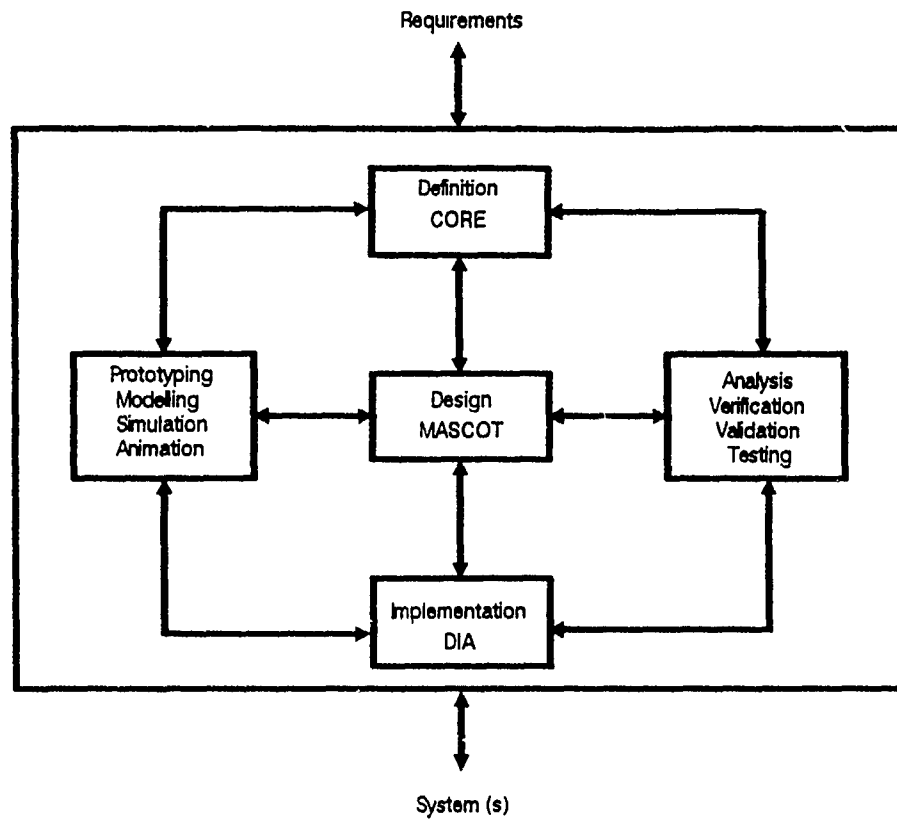 Requirements
Definition
CORE
Prototyping
Modelling
Simulation
Animation
Design
MASCOT
Analysis
Verification
Validation
Testing
Implementation
DIA
System (s)